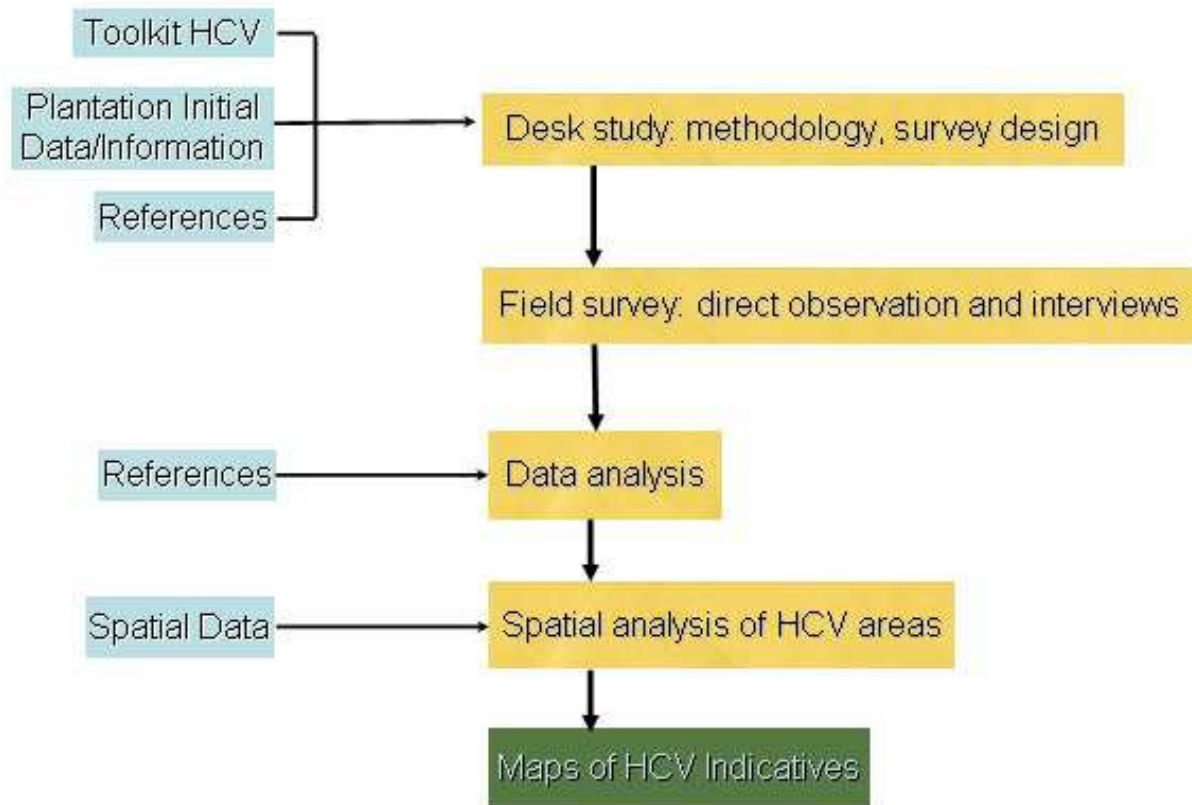 Toolkit HCV
Plantation Initial
Data/Information
References
Desk study: methodology, survey design
Field survey: direct observation and interviews
References
Data analysis
Spatial Data
Spatial analysis of HCV areas
Maps of HCV Indicatives